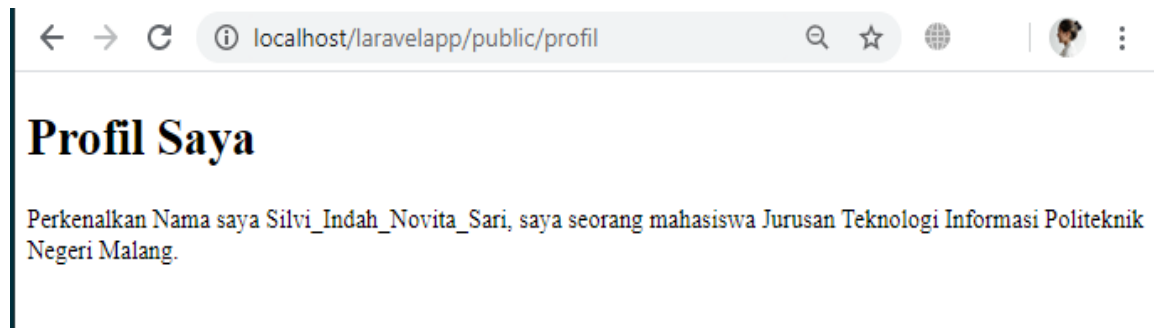 localhost/laravelapp/public/profil
Profil Saya
Perkenalkan Nama saya Silvi_Indah_Novita_Sari, saya seorang mahasiswa Jurusan Teknologi Informasi Politeknik
Negeri Malang.